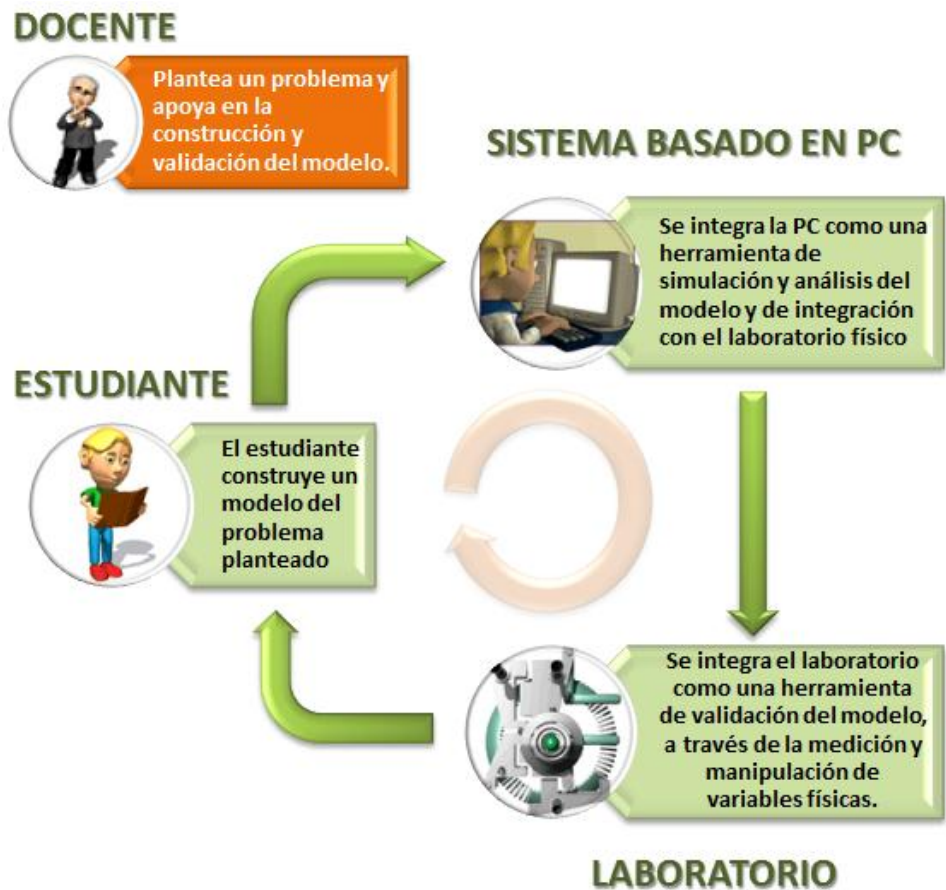 DOCENTE
Plantea un problema y
apoya en la
construcción y
validación del modelo.
SISTEMA BASADO EN PC
Se integra la PC como una
herramienta de
simulación y análisis del
modelo y de integración
con el laboratorio físico
ESTUDIANTE
El estudiante
construye un
modelo del
problema
planteado
Se integra el laboratorio
como una herramienta
de validación del modelo,
a través de la medición y
manipulación de
variables físicas.
LABORATORIO